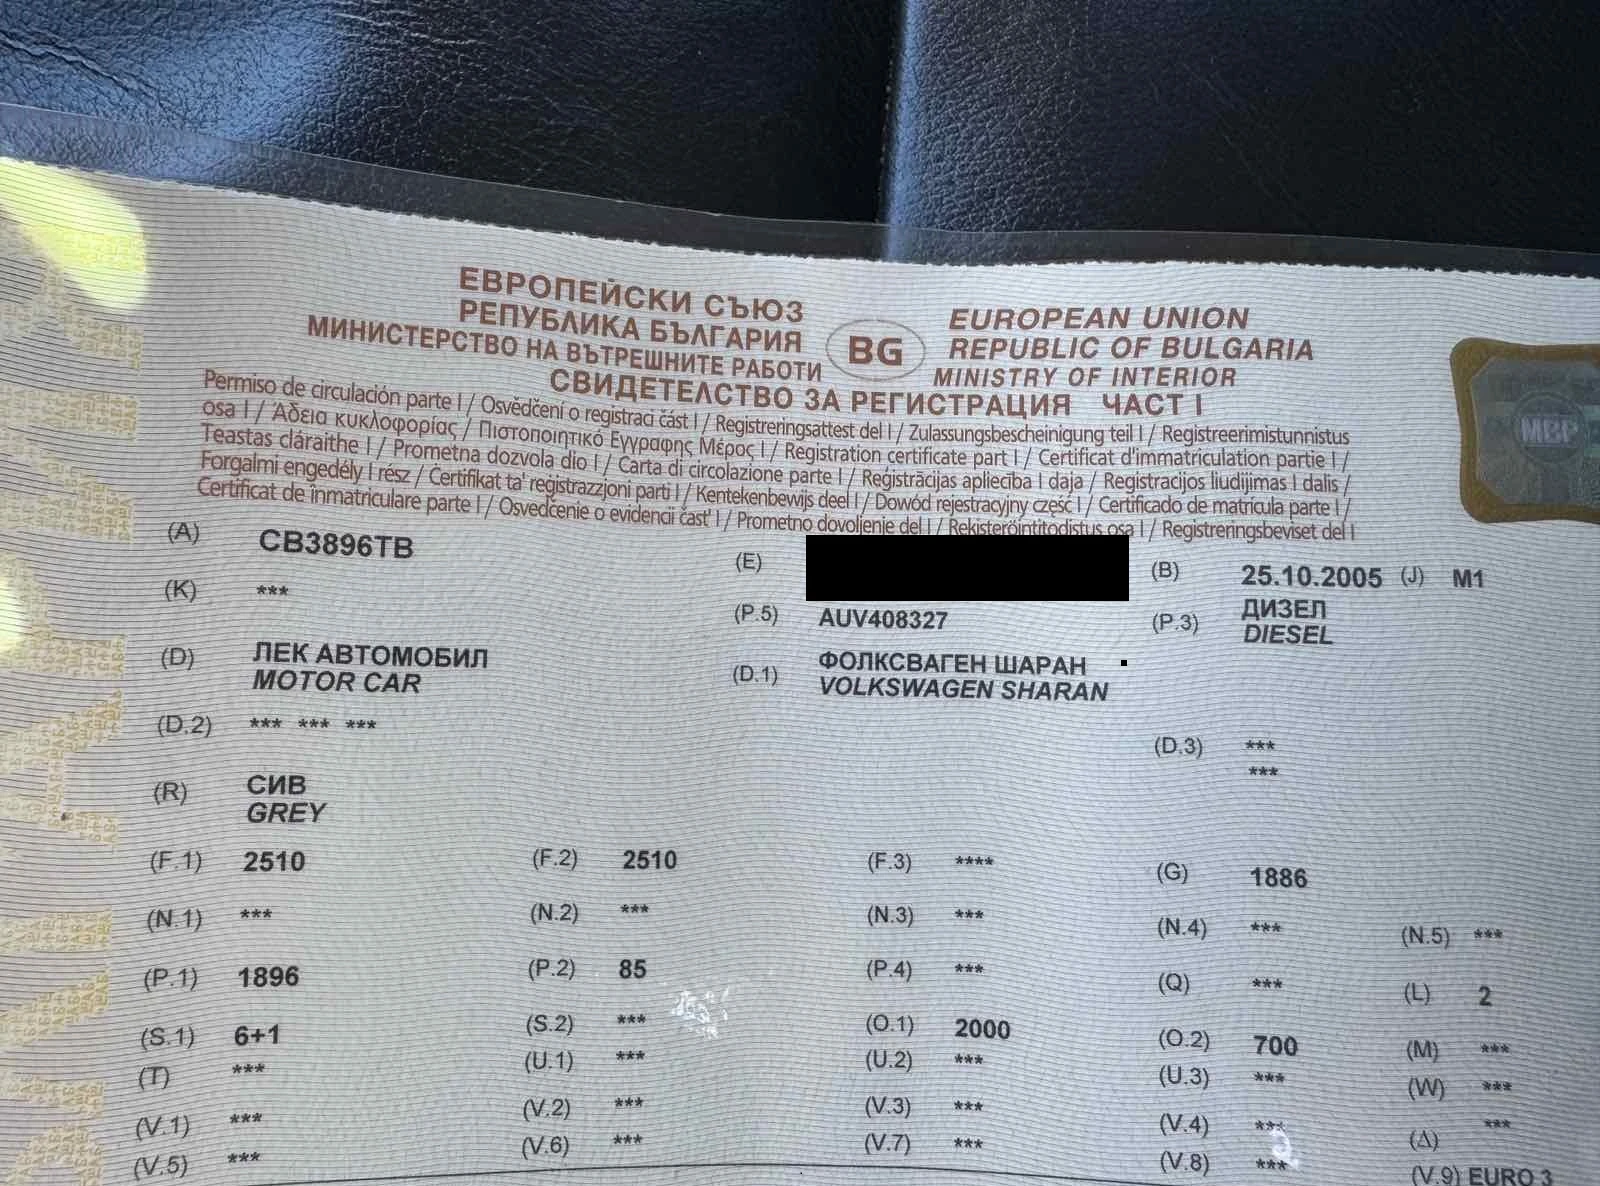 ЕВРОПЕЙСКИ СЪЮЗ
РЕПУБЛИКА БЪЛГАРИЯ
МИНИСТЕРСТВО НА ВЪТРЕШНИТЕ РАБОТИ
BG
EUROPEAN UNION
REPUBLIC OF BULGARIA
MINISTRY OF INTERIOR
СВИДЕТЕЛСТВО ЗА РЕГИСТРАЦИЯ ЧАСТ I
МВР
Permiso de circulación parte I / Osvědčení o registraci část I / Registreringsattest del I / Zulassungsbescheinigung teil I / Registreerimistunnistus
osa I / Άδεια κυκλοφορίας / Πιστοποιητικό Εγγραφης Μέρος I / Registration certificate part I / Certificat d'immatriculation partie I /
Teastas cláraithe I / Prometna dozvola dio I / Carta di circolazione parte I / Reģistrācijas apliecība I daja / Registracijos liudijimas I dalis /
Forgalmi engedély I rész / Ċertifikat ta' reġistrazzjoni parti I / Kentekenbewijs deel I / Dowód rejestracyjny część I / Certificado de matricula parte I /
Certificat de înmatriculare parte I / Osvedčenie o evidencii časť I / Prometno dovoljenje del I / Rekisteröintitodistus osa I / Registreringsbeviset del I
(A) CB3896TB (E) (B) 25.10.2005 (J) M1
(K) *** (P.5) AUV408327 (P.3) ДИЗЕЛ
DIESEL
(D) ЛЕК АВТОМОБИЛ (D.1) ФОЛКСВАГЕН ШАРАН
MOTOR CAR VOLKSWAGEN SHARAN
(D.2) *** *** *** (D.3) ***
***
(R) СИВ
GREY
(F.1) 2510 (F.2) 2510 (F.3) **** (G) 1886
(N.1) *** (N.2) *** (N.3) *** (N.4) *** (N.5) ***
(P.1) 1896 (P.2) 85 (P.4) *** (Q) *** (L) 2
(S.1) 6+1 (S.2) *** (O.1) 2000 (O.2) 700 (M) ***
(T) *** (U.1) *** (U.2) *** (U.3) *** (W) ***
(V.1) *** (V.2) *** (V.3) *** (V.4) *** (Δ) ***
(V.5) *** (V.6) *** (V.7) *** (V.8) *** (V.9) EURO 3